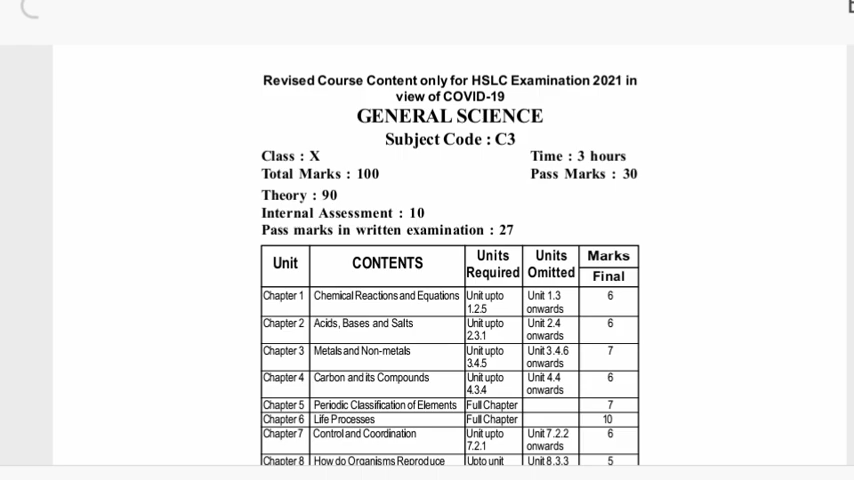 Revised Course Content only for HSLC Examination 2021 in
view of COVID-19
GENERAL SCIENCE
Subject Code : C3
Class : X Time : 3 hours
Total Marks : 100 Pass Marks : 30
Theory : 90
Internal Assessment : 10
Pass marks in written examination : 27
Unit CONTENTS Units Required Units Omitted Marks Final
Chapter 1 Chemical Reactions and Equations Unit upto 1.2.5 Unit 1.3 onwards 6
Chapter 2 Acids, Bases and Salts Unit upto 2.3.1 Unit 2.4 onwards 6
Chapter 3 Metals and Non-metals Unit upto 3.4.5 Unit 3.4.6 onwards 7
Chapter 4 Carbon and its Compounds Unit upto 4.3.4 Unit 4.4 onwards 6
Chapter 5 Periodic Classification of Elements Full Chapter 7
Chapter 6 Life Processes Full Chapter 10
Chapter 7 Control and Coordination Unit upto 7.2.1 Unit 7.2.2 onwards 6
Chapter 8 How do Organisms Reproduce Upto unit Unit 8.3.3 5